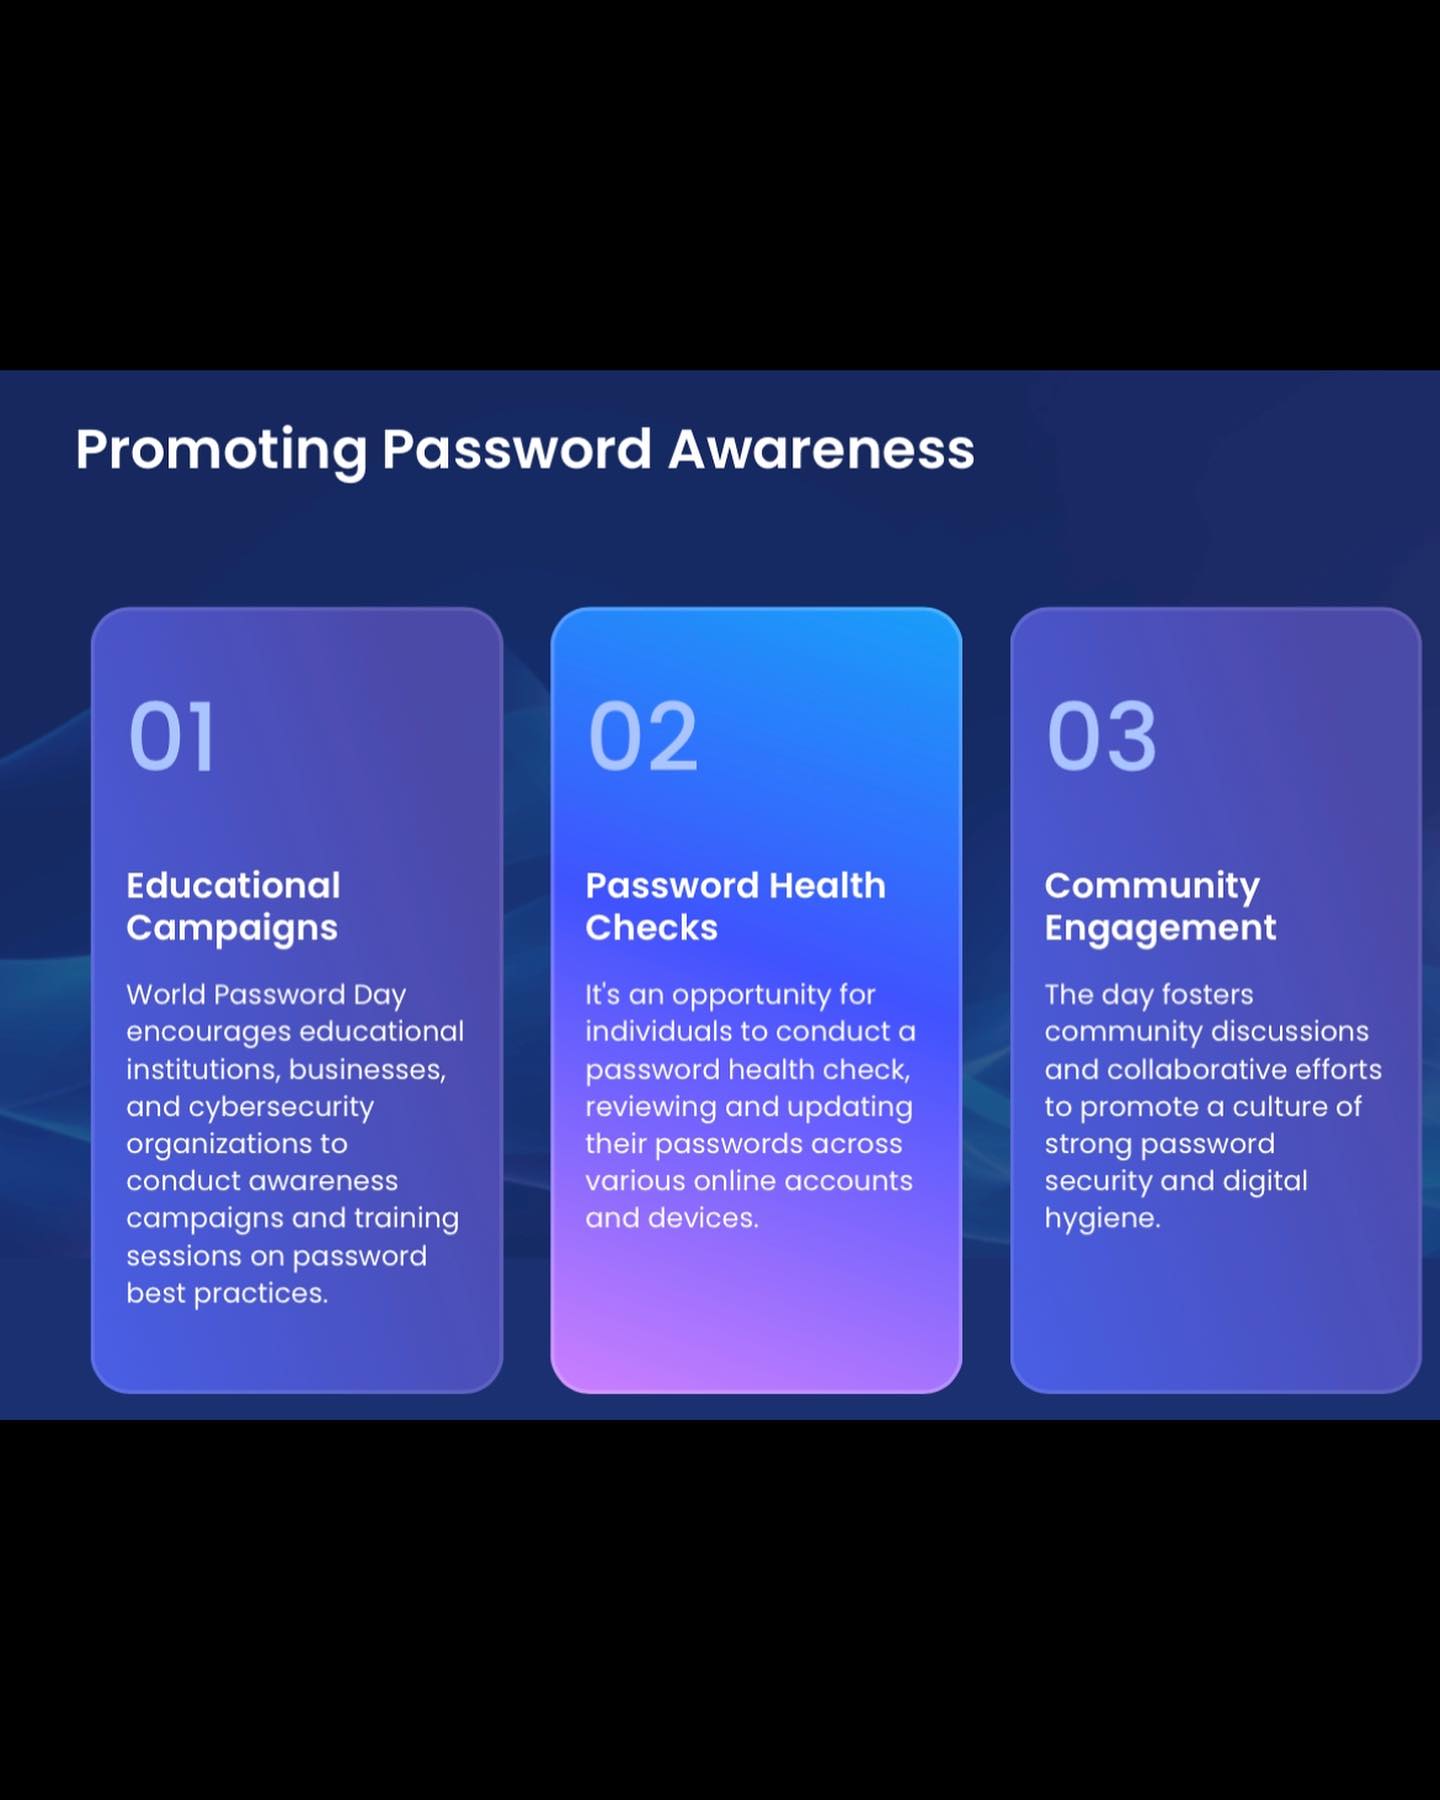 Promoting Password Awareness
01
Educational
Campaigns
World Password Day
encourages educational
institutions, businesses,
and cybersecurity
organizations to
conduct awareness
campaigns and training
sessions on password
best practices.
02
Password Health
Checks
It's an opportunity for
individuals to conduct a
password health check,
reviewing and updating
their passwords across
various online accounts
and devices.
03
Community
Engagement
The day fosters
community discussions
and collaborative efforts
to promote a culture of
strong password
security and digital
hygiene.